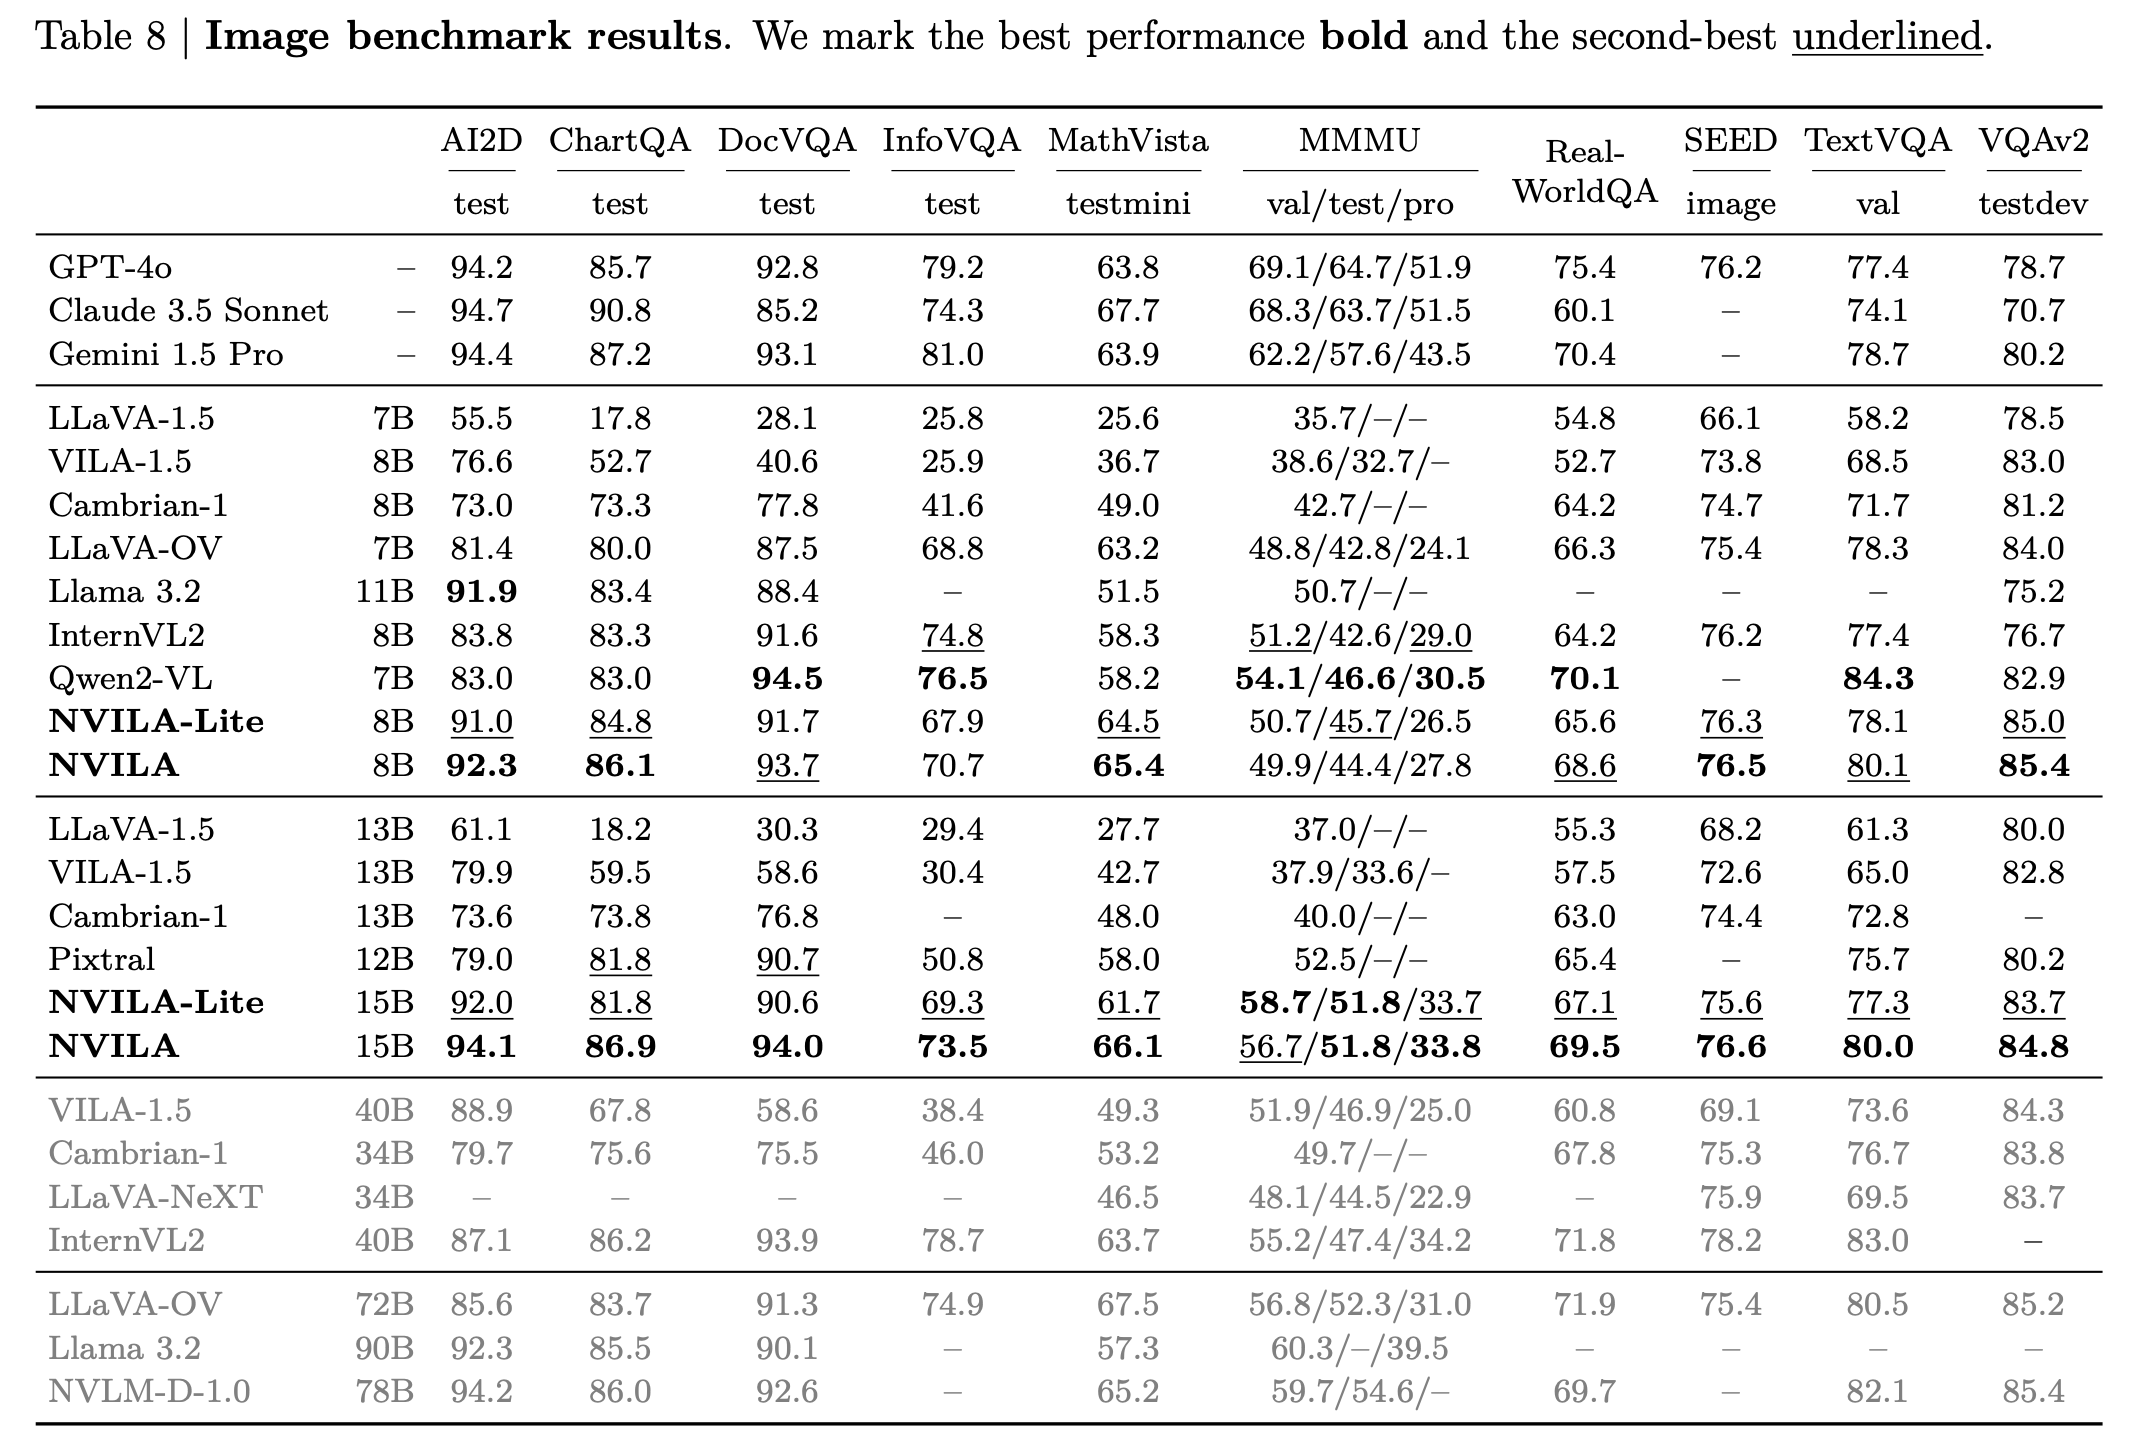 Table 8 | Image benchmark results. We mark the best performance bold and the second-best underlined.
AI2D ChartQA DocVQA InfoVQA MathVista MMMU Real-WorldQA SEED TextVQA VQAv2
test test test test testmini val/test/pro image val testdev
GPT-4o – 94.2 85.7 92.8 79.2 63.8 69.1/64.7/51.9 75.4 76.2 77.4 78.7
Claude 3.5 Sonnet – 94.7 90.8 85.2 74.3 67.7 68.3/63.7/51.5 60.1 – 74.1 70.7
Gemini 1.5 Pro – 94.4 87.2 93.1 81.0 63.9 62.2/57.6/43.5 70.4 – 78.7 80.2
LLaVA-1.5 7B 55.5 17.8 28.1 25.8 25.6 35.7/–/– 54.8 66.1 58.2 78.5
VILA-1.5 8B 76.6 52.7 40.6 25.9 36.7 38.6/32.7/– 52.7 73.8 68.5 83.0
Cambrian-1 8B 73.0 73.3 77.8 41.6 49.0 42.7/–/– 64.2 74.7 71.7 81.2
LLaVA-OV 7B 81.4 80.0 87.5 68.8 63.2 48.8/42.8/24.1 66.3 75.4 78.3 84.0
Llama 3.2 11B 91.9 83.4 88.4 – 51.5 50.7/–/– – – – 75.2
InternVL2 8B 83.8 83.3 91.6 74.8 58.3 51.2/42.6/29.0 64.2 76.2 77.4 76.7
Qwen2-VL 7B 83.0 83.0 94.5 76.5 58.2 54.1/46.6/30.5 70.1 – 84.3 82.9
NVILA-Lite 8B 91.0 84.8 91.7 67.9 64.5 50.7/45.7/26.5 65.6 76.3 78.1 85.0
NVILA 8B 92.3 86.1 93.7 70.7 65.4 49.9/44.4/27.8 68.6 76.5 80.1 85.4
LLaVA-1.5 13B 61.1 18.2 30.3 29.4 27.7 37.0/–/– 55.3 68.2 61.3 80.0
VILA-1.5 13B 79.9 59.5 58.6 30.4 42.7 37.9/33.6/– 57.5 72.6 65.0 82.8
Cambrian-1 13B 73.6 73.8 76.8 – 48.0 40.0/–/– 63.0 74.4 72.8 –
Pixtral 12B 79.0 81.8 90.7 50.8 58.0 52.5/–/– 65.4 – 75.7 80.2
NVILA-Lite 15B 92.0 81.8 90.6 69.3 61.7 58.7/51.8/33.7 67.1 75.6 77.3 83.7
NVILA 15B 94.1 86.9 94.0 73.5 66.1 56.7/51.8/33.8 69.5 76.6 80.0 84.8
VILA-1.5 40B 88.9 67.8 58.6 38.4 49.3 51.9/46.9/25.0 60.8 69.1 73.6 84.3
Cambrian-1 34B 79.7 75.6 75.5 46.0 53.2 49.7/–/– 67.8 75.3 76.7 83.8
LLaVA-NeXT 34B – – – – 46.5 48.1/44.5/22.9 – 75.9 69.5 83.7
InternVL2 40B 87.1 86.2 93.9 78.7 63.7 55.2/47.4/34.2 71.8 78.2 83.0 –
LLaVA-OV 72B 85.6 83.7 91.3 74.9 67.5 56.8/52.3/31.0 71.9 75.4 80.5 85.2
Llama 3.2 90B 92.3 85.5 90.1 – 57.3 60.3/–/39.5 – – – –
NVLM-D-1.0 78B 94.2 86.0 92.6 – 65.2 59.7/54.6/– 69.7 – 82.1 85.4